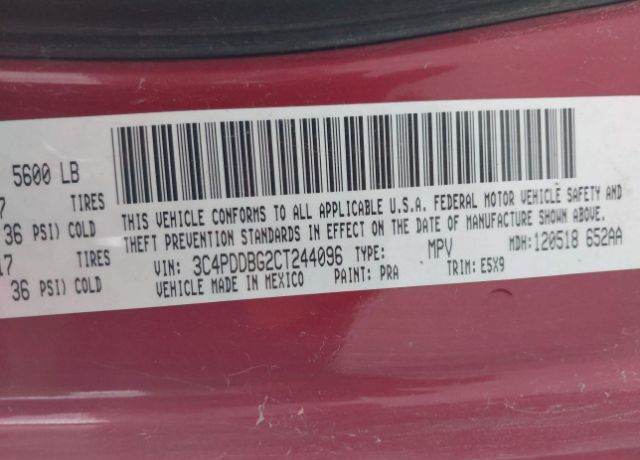 5600 LB
7 TIRES
36 PSI) COLD
17 TIRES
36 PSI) COLD
THIS VEHICLE CONFORMS TO ALL APPLICABLE U.S.A. FEDERAL MOTOR VEHICLE SAFETY AND
THEFT PREVENTION STANDARDS IN EFFECT ON THE DATE OF MANUFACTURE SHOWN ABOVE.
VIN: 3C4PDDBG2CT244096 TYPE: MPV MDH:120518 652AA
VEHICLE MADE IN MEXICO PAINT: PRA TRIM: E5X9